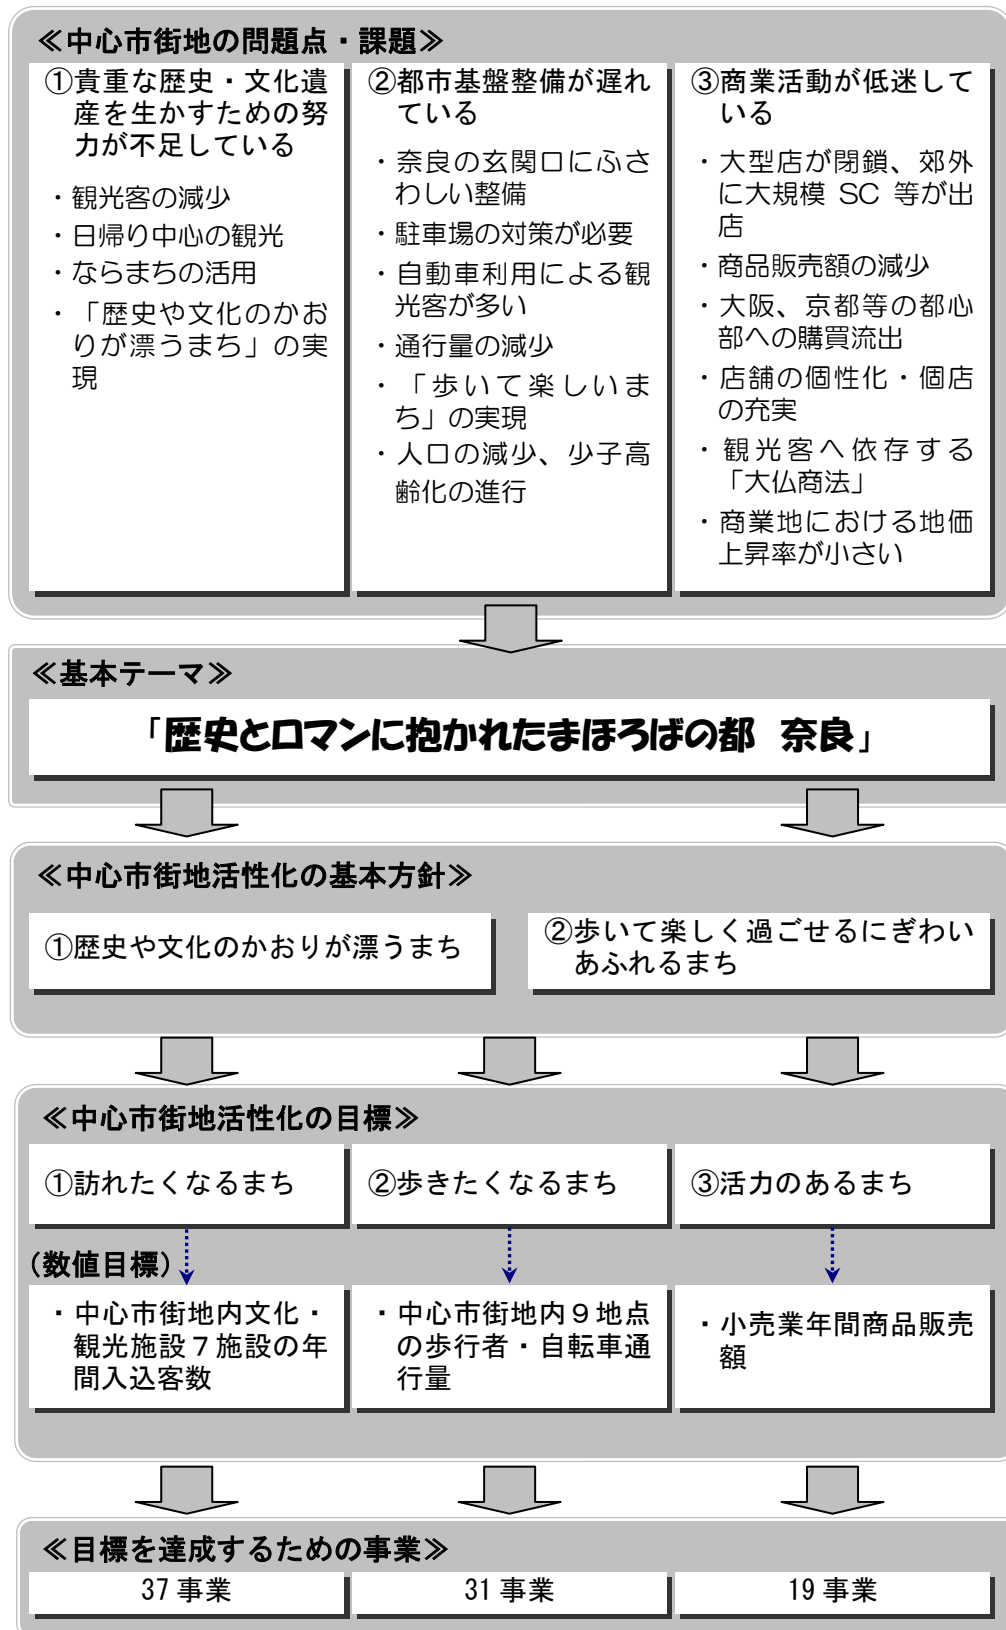 ≪中心市街地の問題点・課題≫
①貴重な歴史・文化遺
産を生かすための努
力が不足している
・観光客の減少
・日帰り中心の観光
・ならまちの活用
・「歴史や文化のかお
りが漂うまち」の実
現
②都市基盤整備が遅れ
ている
・奈良の玄関口にふさ
わしい整備
・駐車場の対策が必要
・自動車利用による観
光客が多い
・通行量の減少
・「歩いて楽しいま
ち」の実現
・人口の減少、少子高
齢化の進行
③商業活動が低迷して
いる
・大型店が閉鎖、郊外
に大規模 SC 等が出
店
・商品販売額の減少
・大阪、京都等の都心
部への購買流出
・店舗の個性化・個店
の充実
・観光客へ依存する
「大仏商法」
・商業地における地価
上昇率が小さい
≪基本テーマ≫
「歴史とロマンに抱かれたまほろばの都　奈良」
≪中心市街地活性化の基本方針≫
①歴史や文化のかおりが漂うまち
②歩いて楽しく過ごせるにぎわい
あふれるまち
≪中心市街地活性化の目標≫
①訪れたくなるまち
②歩きたくなるまち
③活力のあるまち
(数値目標)
・中心市街地内文化・
観光施設７施設の年
間入込客数
・中心市街地内９地点
の歩行者・自転車通
行量
・小売業年間商品販売
額
≪目標を達成するための事業≫
37 事業
31 事業
19 事業